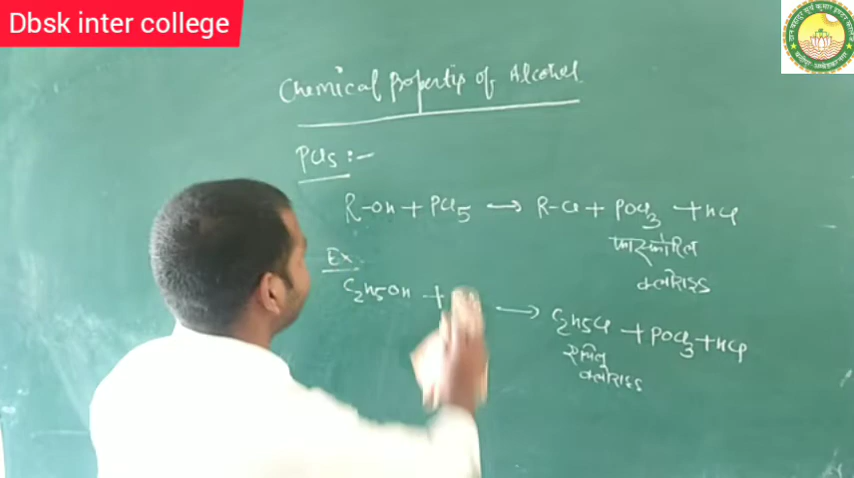 Dbsk inter college
Chemical Propertis of Alcohol
PCl5 :-
R-OH + PCl5 → R-Cl + POCl3 + HCl
फास्फोरिल
क्लोराइड
Ex.
C2H5OH + → C2H5Cl + POCl3 + HCl
एथिल
क्लोराइड